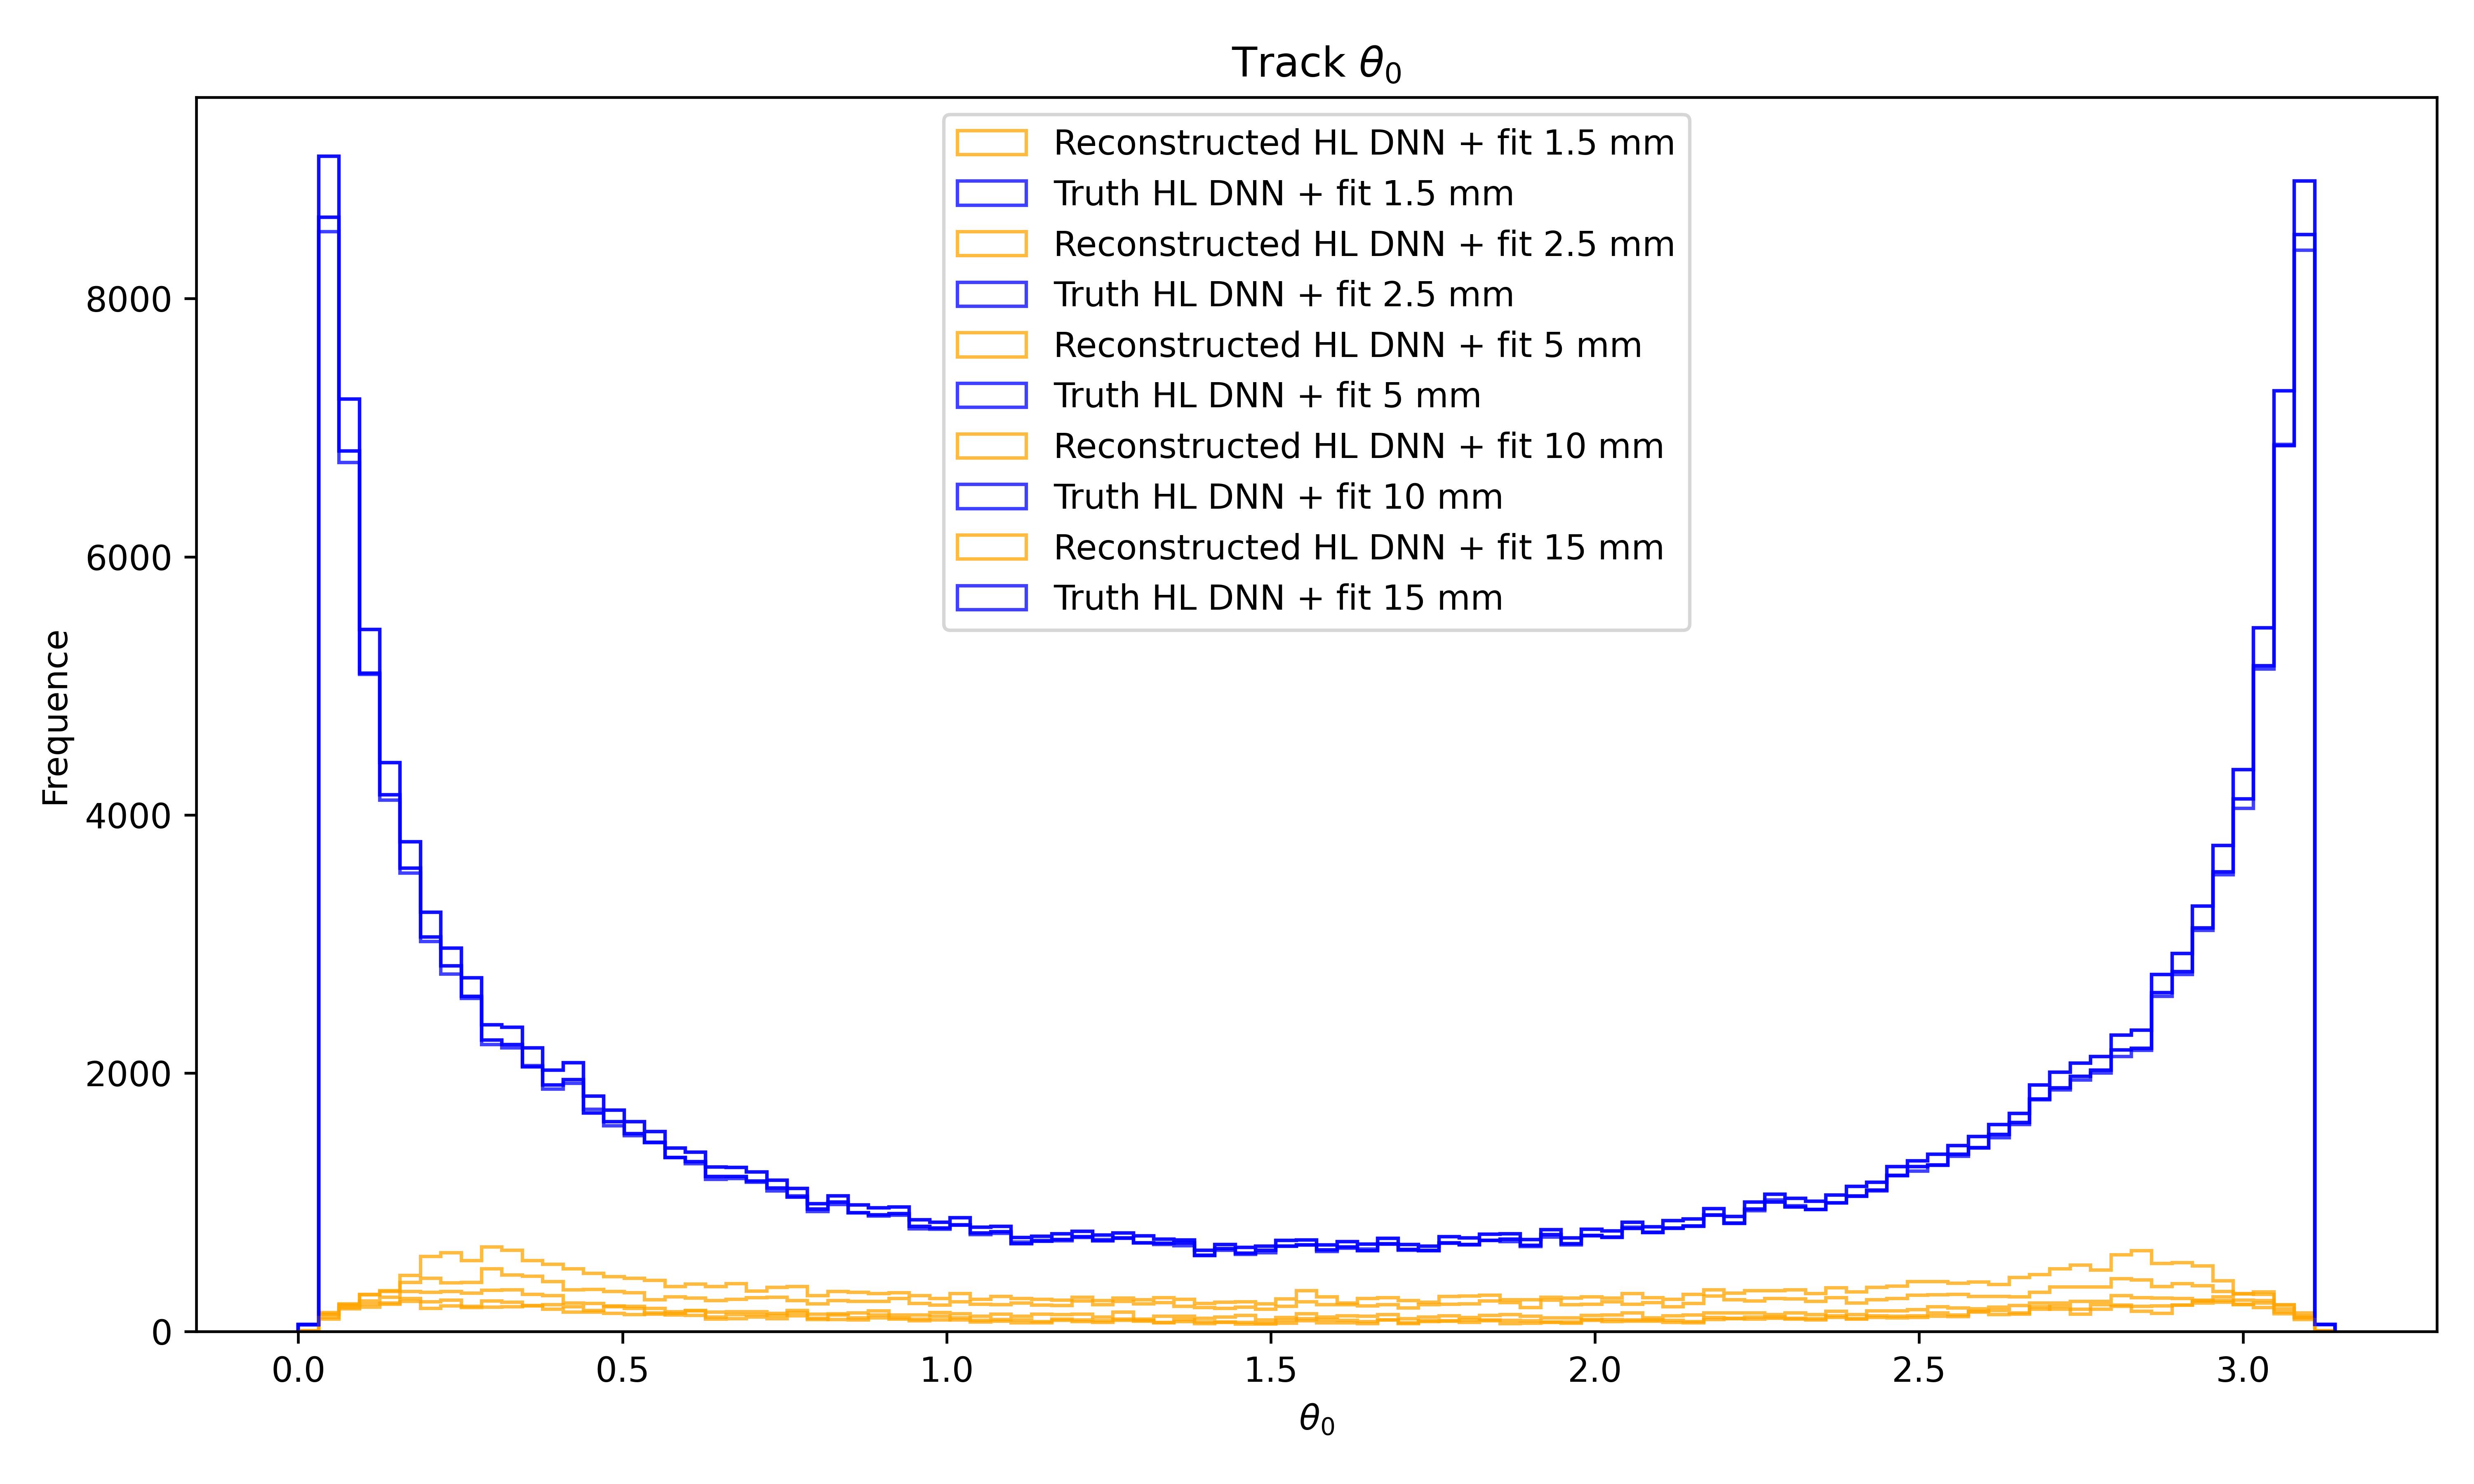 Track θ0
Reconstructed HL DNN + fit 1.5 mm
Truth HL DNN + fit 1.5 mm
Reconstructed HL DNN + fit 2.5 mm
Truth HL DNN + fit 2.5 mm
Reconstructed HL DNN + fit 5 mm
Truth HL DNN + fit 5 mm
Reconstructed HL DNN + fit 10 mm
Truth HL DNN + fit 10 mm
Reconstructed HL DNN + fit 15 mm
Truth HL DNN + fit 15 mm
Frequence
8000
6000
4000
2000
0
0.0 0.5 1.0 1.5 2.0 2.5 3.0
θ0